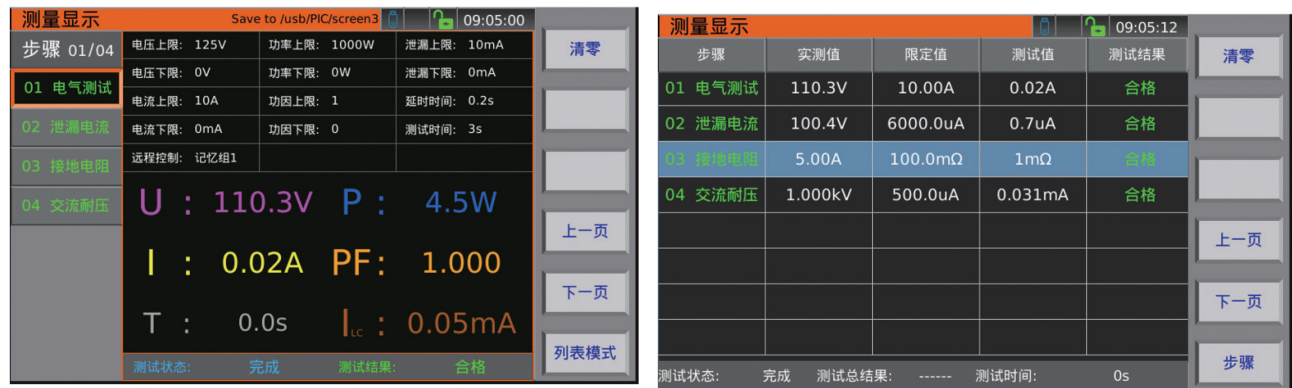 测量显示 Save to /usb/PIC/screen3 09:05:00
步骤 01/04
01 电气测试
02 泄漏电流
03 接地电阻
04 交流耐压
电压上限: 125V 功率上限: 1000W 泄漏上限: 10mA
电压下限: 0V 功率下限: 0W 泄漏下限: 0mA
电流上限: 10A 功因上限: 1 延时时间: 0.2s
电流下限: 0mA 功因下限: 0 测试时间: 3s
远程控制: 记忆组1
U : 110.3V P : 4.5W
I : 0.02A PF: 1.000
T : 0.0s ILC : 0.05mA
测试状态: 完成 测试结果: 合格
清零
上一页
下一页
列表模式
测量显示 09:05:12
步骤 实测值 限定值 测试值 测试结果
01 电气测试 110.3V 10.00A 0.02A 合格
02 泄漏电流 100.4V 6000.0uA 0.7uA 合格
03 接地电阻 5.00A 100.0mΩ 1mΩ 合格
04 交流耐压 1.000kV 500.0uA 0.031mA 合格
测试状态: 完成 测试总结果: ------ 测试时间: 0s
清零
上一页
下一页
步骤